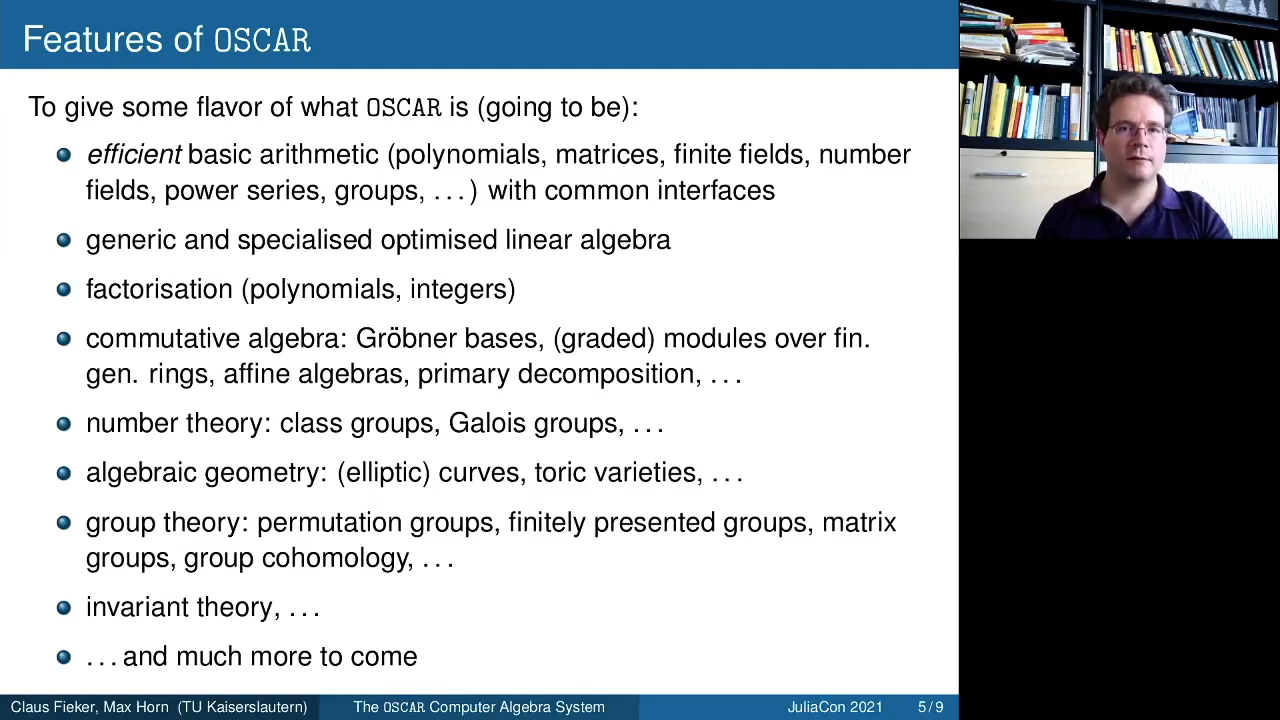 Features of OSCAR
To give some flavor of what OSCAR is (going to be):
efficient basic arithmetic (polynomials, matrices, finite fields, number
fields, power series, groups, ...) with common interfaces
generic and specialised optimised linear algebra
factorisation (polynomials, integers)
commutative algebra: Gröbner bases, (graded) modules over fin.
gen. rings, affine algebras, primary decomposition, ...
number theory: class groups, Galois groups, ...
algebraic geometry: (elliptic) curves, toric varieties, ...
group theory: permutation groups, finitely presented groups, matrix
groups, group cohomology, ...
invariant theory, ...
... and much more to come
Claus Fieker, Max Horn (TU Kaiserslautern) The OSCAR Computer Algebra System JuliaCon 2021 5 / 9